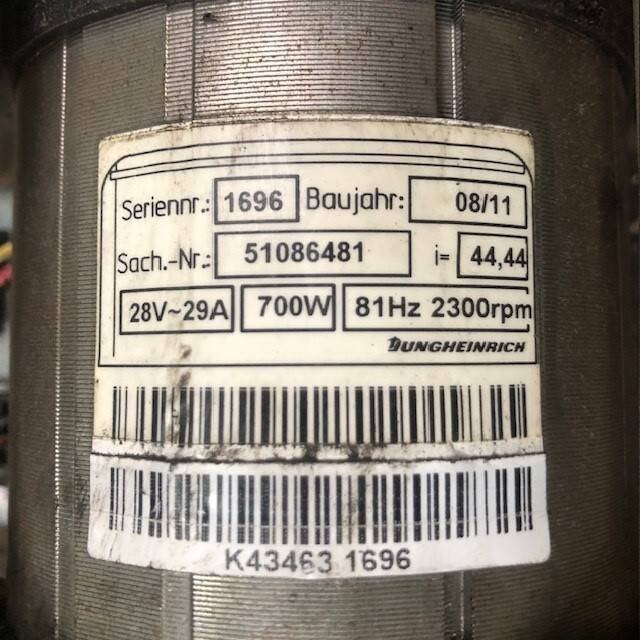 Seriennr.: 1696 Baujahr: 08/11
Sach.-Nr.: 51086481 i= 44,44
28V~29A 700W 81Hz 2300rpm
JUNGHEINRICH
K43463 1696